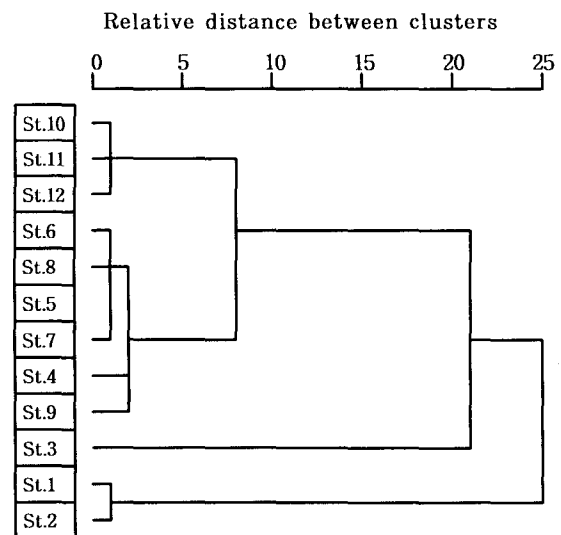 Relative distance between clusters
0 5 10 15 20 25
St.10
St.11
St.12
St.6
St.8
St.5
St.7
St.4
St.9
St.3
St.1
St.2